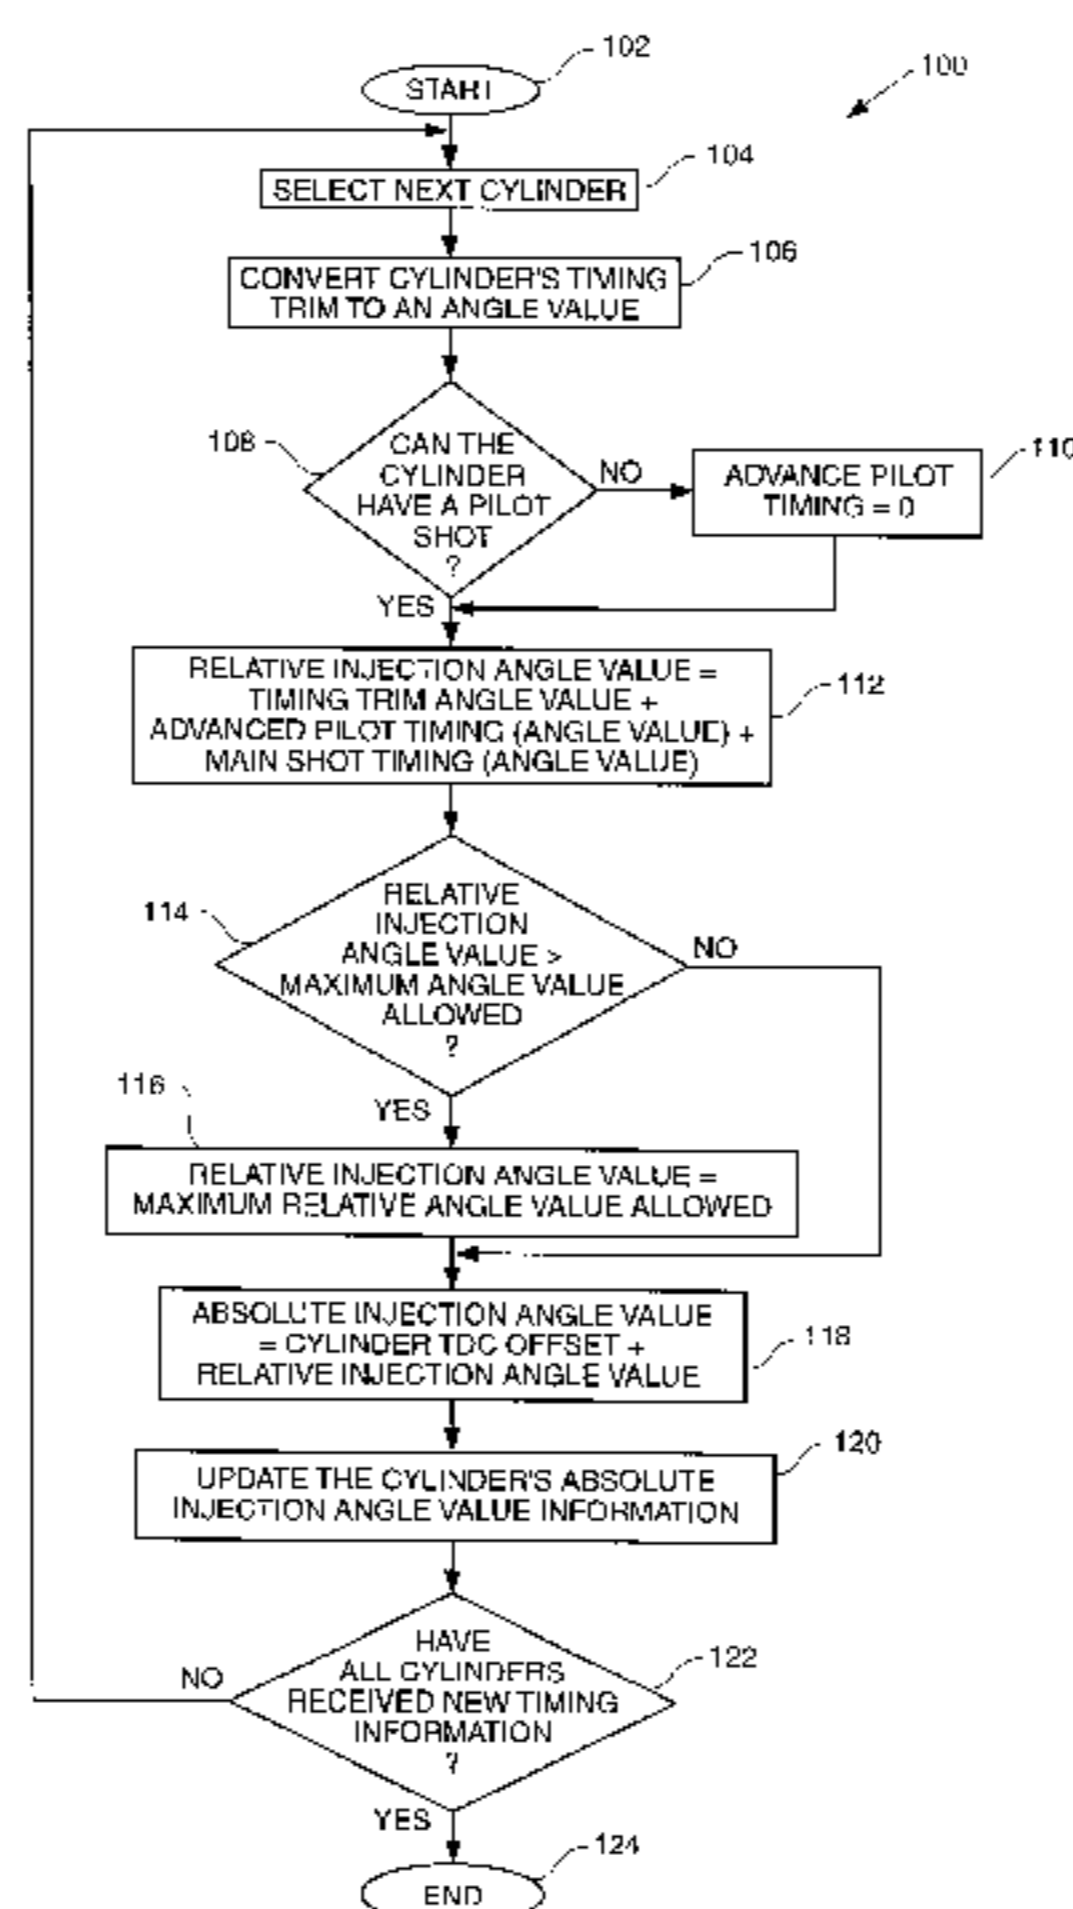 102
START
100
104
SELECT NEXT CYLINDER
106
CONVERT CYLINDER'S TIMING
TRIM TO AN ANGLE VALUE
108
CAN THE
CYLINDER
HAVE A PILOT
SHOT
?
NO
110
ADVANCE PILOT
TIMING = 0
YES
RELATIVE INJECTION ANGLE VALUE =
TIMING TRIM ANGLE VALUE +
ADVANCED PILOT TIMING (ANGLE VALUE) +
MAIN SHOT TIMING (ANGLE VALUE)
112
114
RELATIVE
INJECTION
ANGLE VALUE >
MAXIMUM ANGLE VALUE
ALLOWED
?
NO
YES
116
RELATIVE INJECTION ANGLE VALUE =
MAXIMUM RELATIVE ANGLE VALUE ALLOWED
ABSOLUTE INJECTION ANGLE VALUE
= CYLINDER TDC OFFSET +
RELATIVE INJECTION ANGLE VALUE
118
120
UPDATE THE CYLINDER'S ABSOLUTE
INJECTION ANGLE VALUE INFORMATION
HAVE
ALL CYLINDERS
RECEIVED NEW TIMING
INFORMATION
?
122
NO
YES
124
END